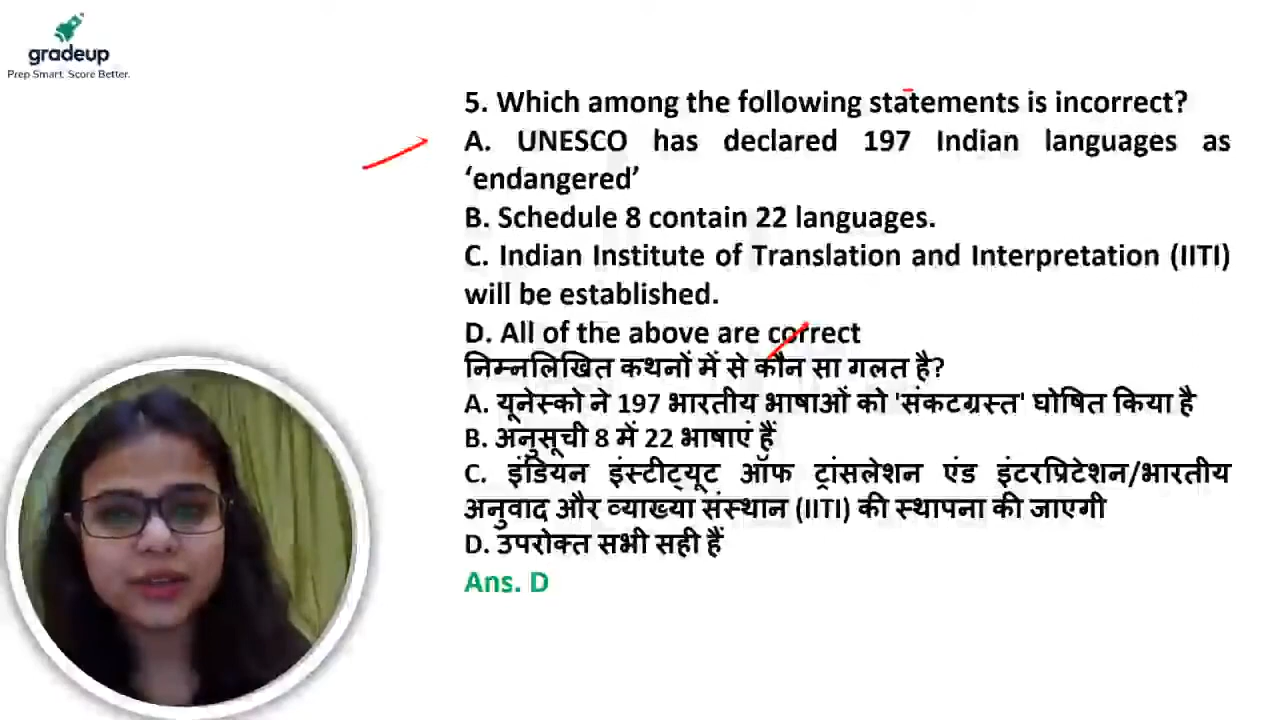 gradeup
Prep Smart. Score Better.
5. Which among the following statements is incorrect?
A. UNESCO has declared 197 Indian languages as
‘endangered’
B. Schedule 8 contain 22 languages.
C. Indian Institute of Translation and Interpretation (IITI)
will be established.
D. All of the above are correct
निम्नलिखित कथनों में से कौन सा गलत है?
A. यूनेस्को ने 197 भारतीय भाषाओं को 'संकटग्रस्त' घोषित किया है
B. अनुसूची 8 में 22 भाषाएं हैं
C. इंडियन इंस्टीट्यूट ऑफ ट्रांसलेशन एंड इंटरप्रिटेशन/भारतीय
अनुवाद और व्याख्या संस्थान (IITI) की स्थापना की जाएगी
D. उपरोक्त सभी सही हैं
Ans. D